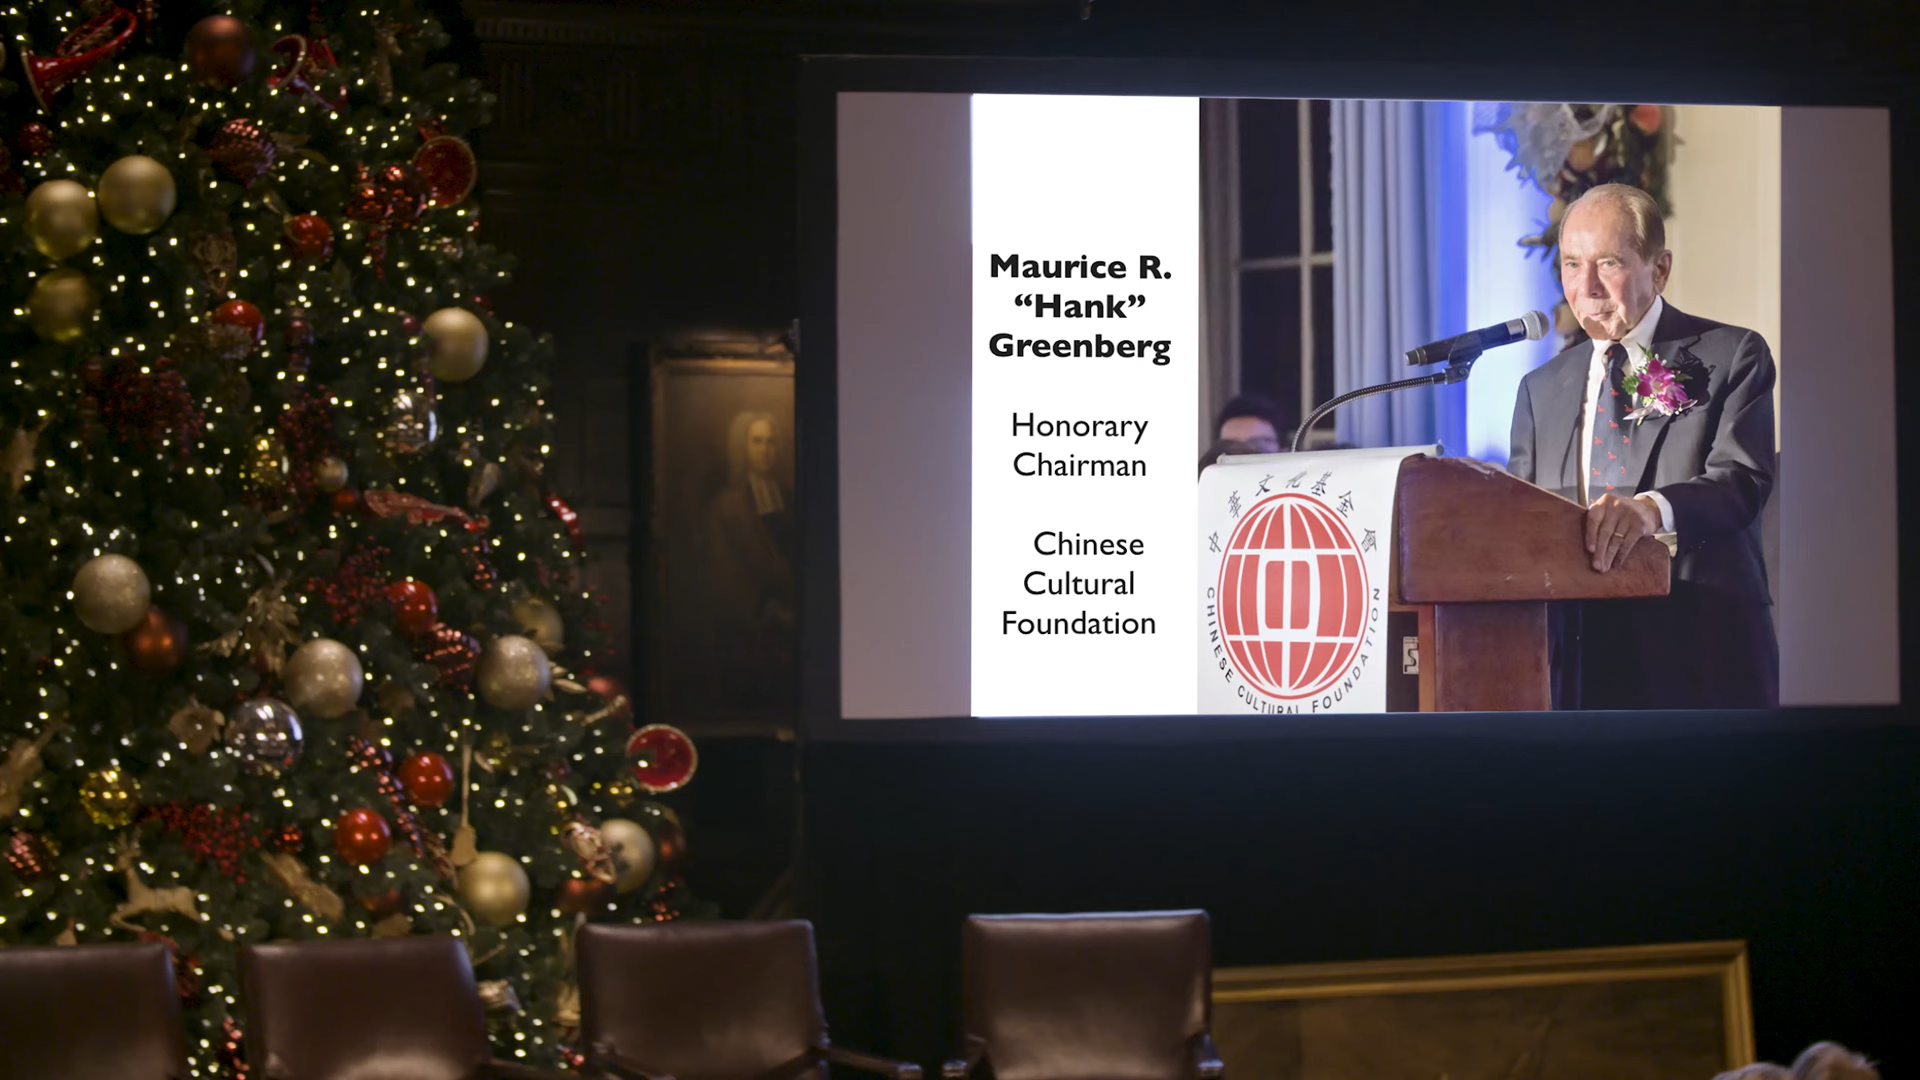 Maurice R.
“Hank”
Greenberg
Honorary
Chairman
Chinese
Cultural
Foundation
中華文化基金會
CHINESE CULTURAL FOUNDATION